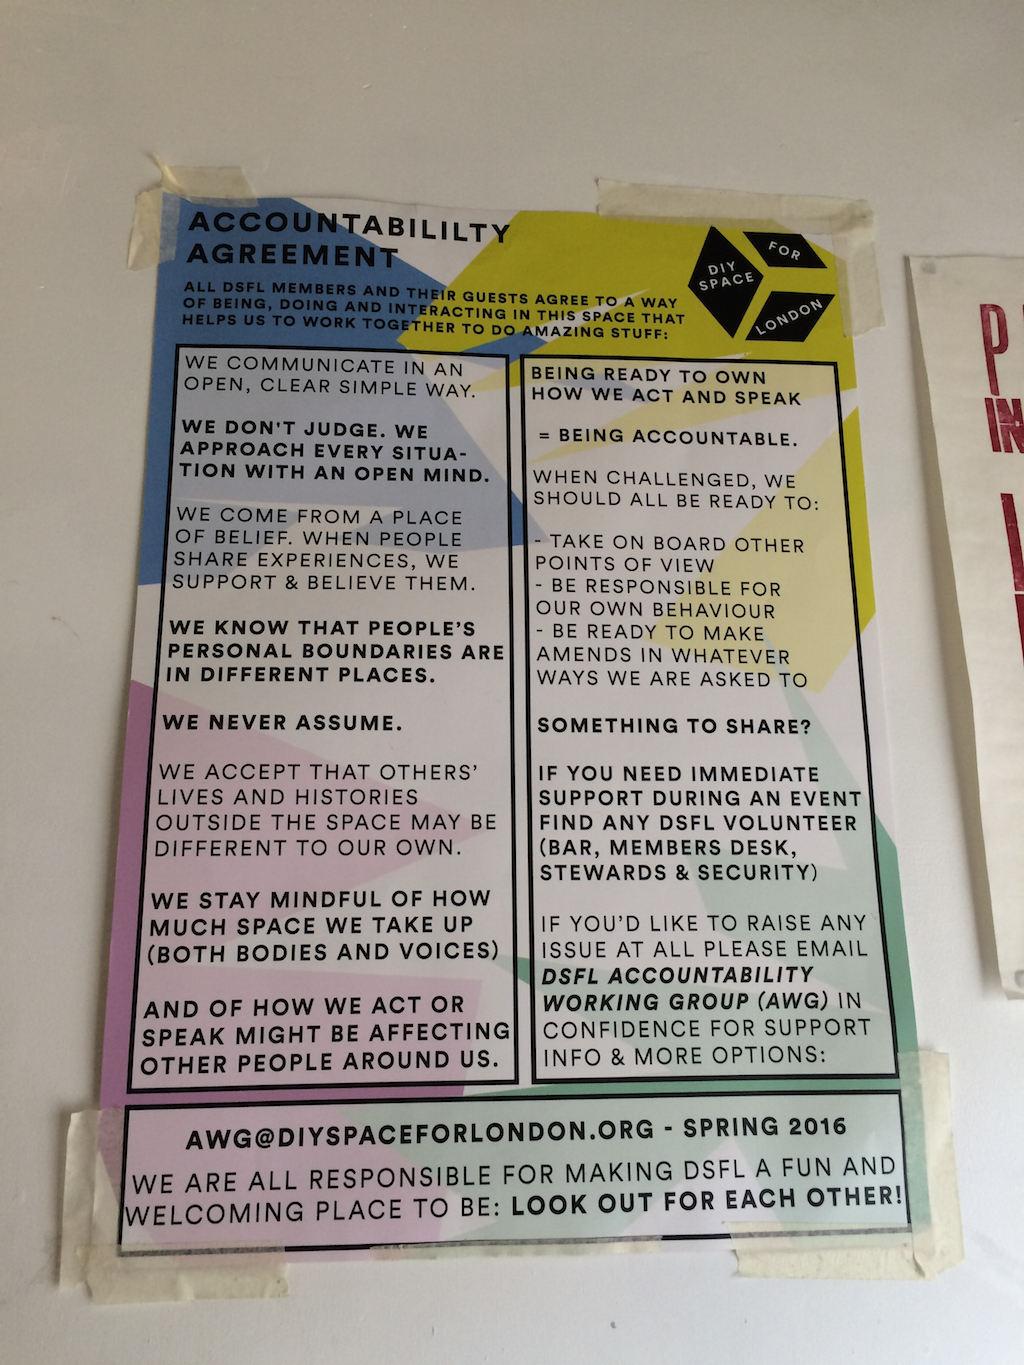 ACCOUNTABILILTY
AGREEMENT
ALL DSFL MEMBERS AND THEIR GUESTS AGREE TO A WAY
OF BEING, DOING AND INTERACTING IN THIS SPACE THAT
HELPS US TO WORK TOGETHER TO DO AMAZING STUFF:
DIY
SPACE
FOR
LONDON
WE COMMUNICATE IN AN
OPEN, CLEAR SIMPLE WAY.
WE DON'T JUDGE. WE
APPROACH EVERY SITUA-
TION WITH AN OPEN MIND.
WE COME FROM A PLACE
OF BELIEF. WHEN PEOPLE
SHARE EXPERIENCES, WE
SUPPORT & BELIEVE THEM.
WE KNOW THAT PEOPLE'S
PERSONAL BOUNDARIES ARE
IN DIFFERENT PLACES.
WE NEVER ASSUME.
WE ACCEPT THAT OTHERS'
LIVES AND HISTORIES
OUTSIDE THE SPACE MAY BE
DIFFERENT TO OUR OWN.
WE STAY MINDFUL OF HOW
MUCH SPACE WE TAKE UP
(BOTH BODIES AND VOICES)
AND OF HOW WE ACT OR
SPEAK MIGHT BE AFFECTING
OTHER PEOPLE AROUND US.
BEING READY TO OWN
HOW WE ACT AND SPEAK
= BEING ACCOUNTABLE.
WHEN CHALLENGED, WE
SHOULD ALL BE READY TO:
- TAKE ON BOARD OTHER
POINTS OF VIEW
- BE RESPONSIBLE FOR
OUR OWN BEHAVIOUR
- BE READY TO MAKE
AMENDS IN WHATEVER
WAYS WE ARE ASKED TO
SOMETHING TO SHARE?
IF YOU NEED IMMEDIATE
SUPPORT DURING AN EVENT
FIND ANY DSFL VOLUNTEER
(BAR, MEMBERS DESK,
STEWARDS & SECURITY)
IF YOU'D LIKE TO RAISE ANY
ISSUE AT ALL PLEASE EMAIL
DSFL ACCOUNTABILITY
WORKING GROUP (AWG) IN
CONFIDENCE FOR SUPPORT
INFO & MORE OPTIONS:
AWG@DIYSPACEFORLONDON.ORG - SPRING 2016
WE ARE ALL RESPONSIBLE FOR MAKING DSFL A FUN AND
WELCOMING PLACE TO BE: LOOK OUT FOR EACH OTHER!